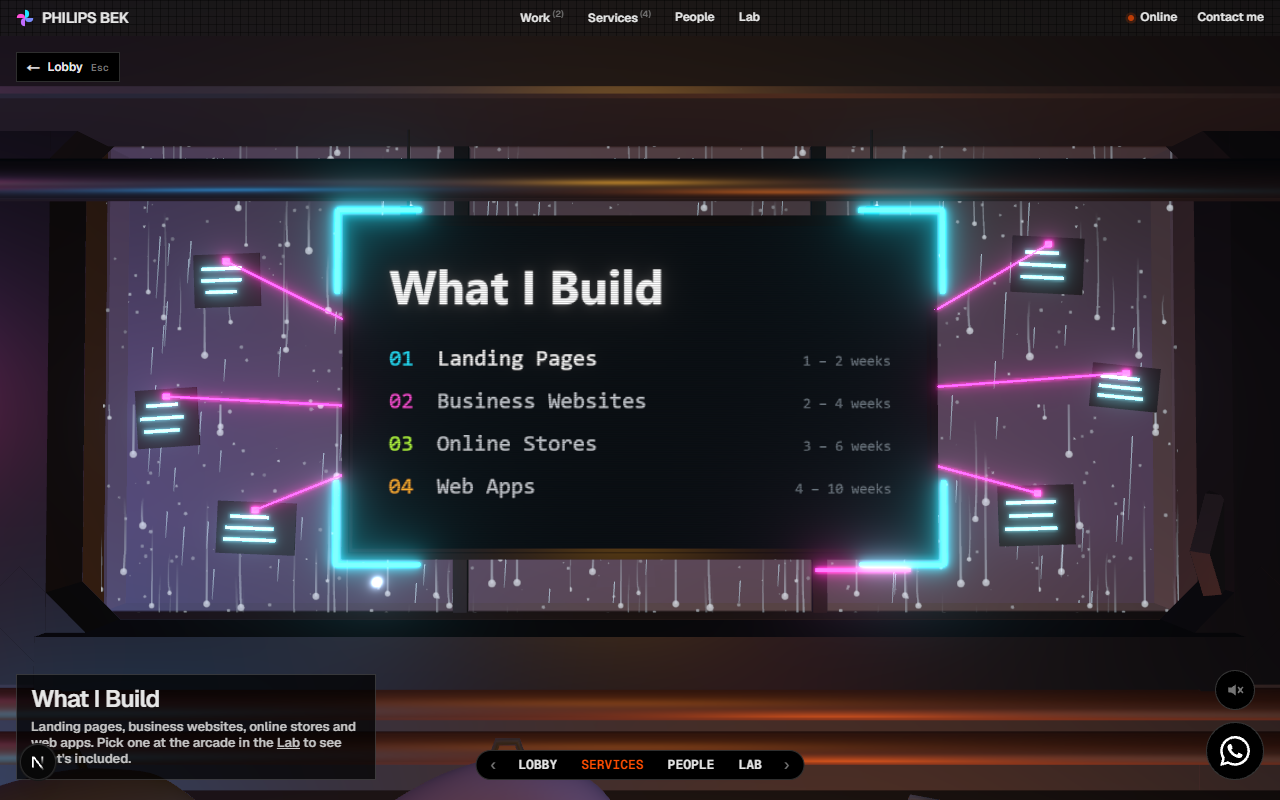 PHILIPS BEK
Work (2) Services (4) People Lab
Online Contact me
← Lobby Esc
What I Build
01 Landing Pages 1 – 2 weeks
02 Business Websites 2 – 4 weeks
03 Online Stores 3 – 6 weeks
04 Web Apps 4 – 10 weeks
What I Build
Landing pages, business websites, online stores and
web apps. Pick one at the arcade in the Lab to see
t's included.
N
‹ LOBBY SERVICES PEOPLE LAB ›